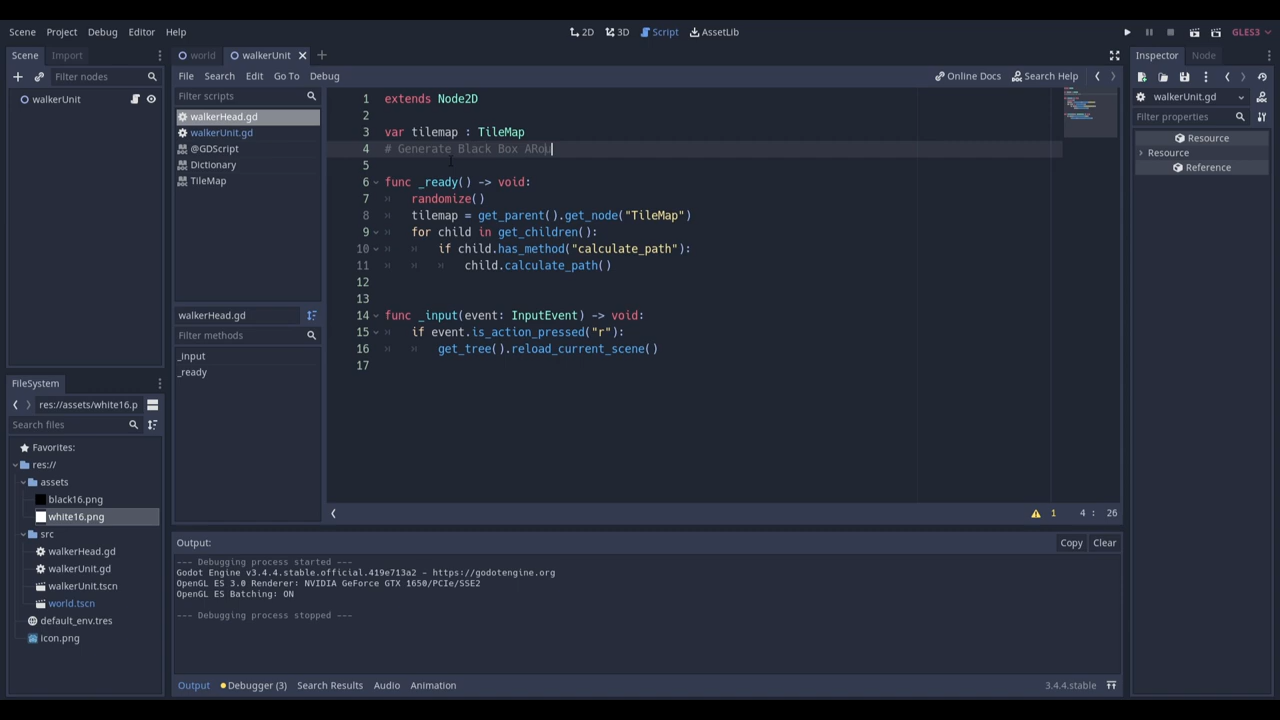 Scene Project Debug Editor Help
2D 3D Script AssetLib
GLES3
Scene Import
world walkerUnit
Inspector Node
Filter nodes
File Search Edit Go To Debug
Online Docs Search Help
walkerUnit
Filter scripts
walkerHead.gd
walkerUnit.gd
@GDScript
Dictionary
TileMap
walkerHead.gd
Filter methods
_input
_ready
1 extends Node2D
2
3 var tilemap : TileMap
4 # Generate Black Box ARou
5
6 func _ready() -> void:
7 randomize()
8 tilemap = get_parent().get_node("TileMap")
9 for child in get_children():
10 if child.has_method("calculate_path"):
11 child.calculate_path()
12
13
14 func _input(event: InputEvent) -> void:
15 if event.is_action_pressed("r"):
16 get_tree().reload_current_scene()
17
1 4 : 26
walkerUnit.gd
Filter properties
Resource
Resource
Reference
FileSystem
res://assets/white16.p
Search files
Favorites:
res://
assets
black16.png
white16.png
src
walkerHead.gd
walkerUnit.gd
walkerUnit.tscn
world.tscn
default_env.tres
icon.png
Output:
Copy Clear
--- Debugging process started ---
Godot Engine v3.4.4.stable.official.419e713a2 - https://godotengine.org
OpenGL ES 3.0 Renderer: NVIDIA GeForce GTX 1650/PCIe/SSE2
OpenGL ES Batching: ON
--- Debugging process stopped ---
Output Debugger (3) Search Results Audio Animation
3.4.4.stable